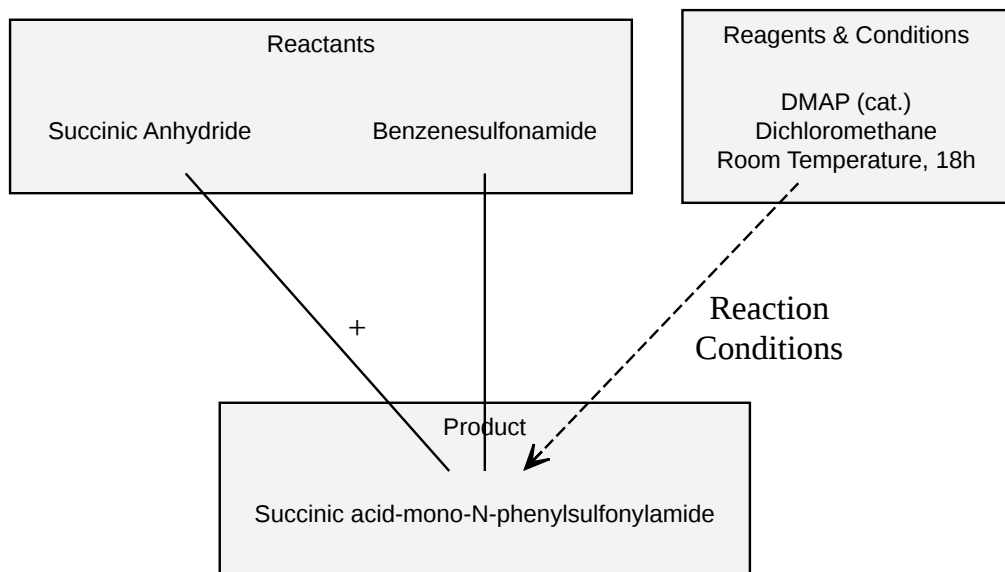 Reactants
Succinic Anhydride
Benzenesulfonamide
Reagents & Conditions
DMAP (cat.)
Dichloromethane
Room Temperature, 18h
+
Reaction
Conditions
Product
Succinic acid-mono-N-phenylsulfonylamide